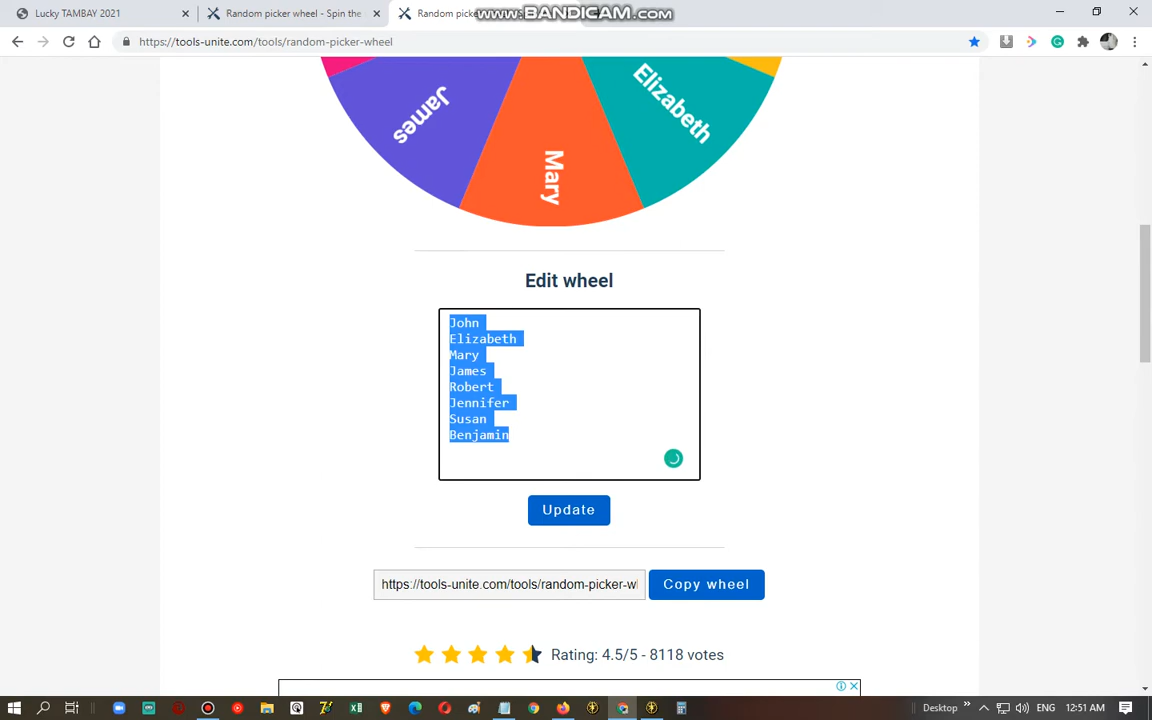 Lucky TAMBAY 2021
Random picker wheel - Spin the
Random picke
www.BANDICAM.com
https://tools-unite.com/tools/random-picker-wheel
James
Mary
Elizabeth
Edit wheel
John
Elizabeth
Mary
James
Robert
Jennifer
Susan
Benjamin
Update
https://tools-unite.com/tools/random-picker-w
Copy wheel
Rating: 4.5/5 - 8118 votes
Desktop
ENG
12:51 AM